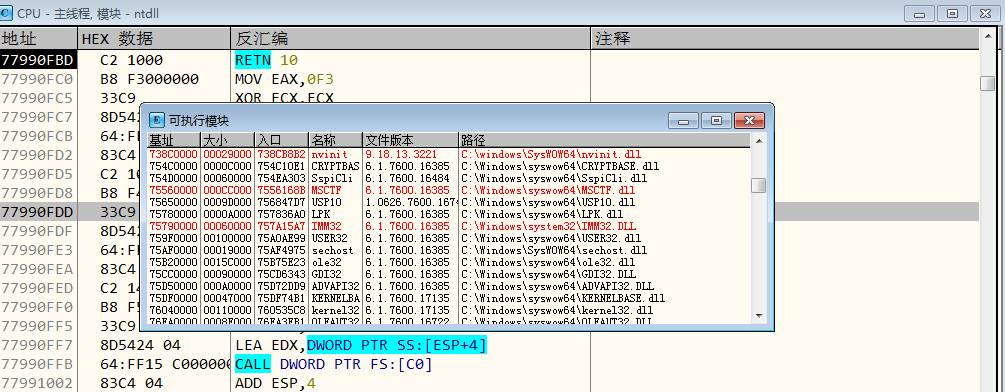 CPU - 主线程, 模块 - ntdll
地址 HEX 数据 反汇编 注释
77990FBD C2 1000 RETN 10
77990FC0 B8 F3000000 MOV EAX,0F3
77990FC5 33C9 XOR ECX,ECX
77990FC7 8D542
77990FCB 64:FF
77990FD2 83C4
77990FD5 C2 10
77990FD8 B8 F4
77990FDD 33C9
77990FDF 8D542
77990FE3 64:FF
77990FEA 83C4
77990FED C2 14
77990FF0 B8 F5
77990FF5 33C9
77990FF7 8D5424 04 LEA EDX,DWORD PTR SS:[ESP+4]
77990FFB 64:FF15 C000000 CALL DWORD PTR FS:[C0]
77991002 83C4 04 ADD ESP,4
可执行模块
基址 大小 入口 名称 文件版本 路径
738C0000 00029000 738CB8B2 nvinit 9.18.13.3221 C:\windows\SysWOW64\nvinit.dll
754C0000 0000C000 754C10E1 CRYPTBAS 6.1.7600.16385 C:\Windows\syswow64\CRYPTBASE.dll
754D0000 00060000 754EA303 SspiCli 6.1.7600.16484 C:\Windows\syswow64\SspiCli.dll
75560000 000CC000 7556168B MSCTF 6.1.7600.16385 C:\Windows\syswow64\MSCTF.dll
75650000 0009D000 756847D7 USP10 1.0626.7600.1674 C:\Windows\syswow64\USP10.dll
75780000 0000A000 757836A0 LPK 6.1.7600.16385 C:\Windows\syswow64\LPK.dll
75790000 00060000 757A15A7 IMM32 6.1.7600.16385 C:\Windows\system32\IMM32.DLL
759F0000 00100000 75A0AE99 USER32 6.1.7600.16385 C:\Windows\syswow64\USER32.dll
75AF0000 00019000 75AF4975 sechost 6.1.7600.16385 C:\Windows\SysWOW64\sechost.dll
75B20000 0015C000 75B75E23 ole32 6.1.7600.16385 C:\Windows\syswow64\ole32.dll
75CC0000 00090000 75CD6343 GDI32 6.1.7600.16385 C:\Windows\syswow64\GDI32.DLL
75D50000 000A0000 75D72DD9 ADVAPI32 6.1.7600.16385 C:\Windows\syswow64\ADVAPI32.DLL
75DF0000 00047000 75DF74B1 KERNELBA 6.1.7600.17135 C:\Windows\syswow64\KERNELBASE.dll
76040000 00110000 760535C8 kernel32 6.1.7600.17135 C:\Windows\syswow64\kernel32.dll
76EA0000 0008F000 76EA3FB1 OLEAUT32 6.1.7600.16722 C:\Windows\syswow64\OLEAUT32.dll